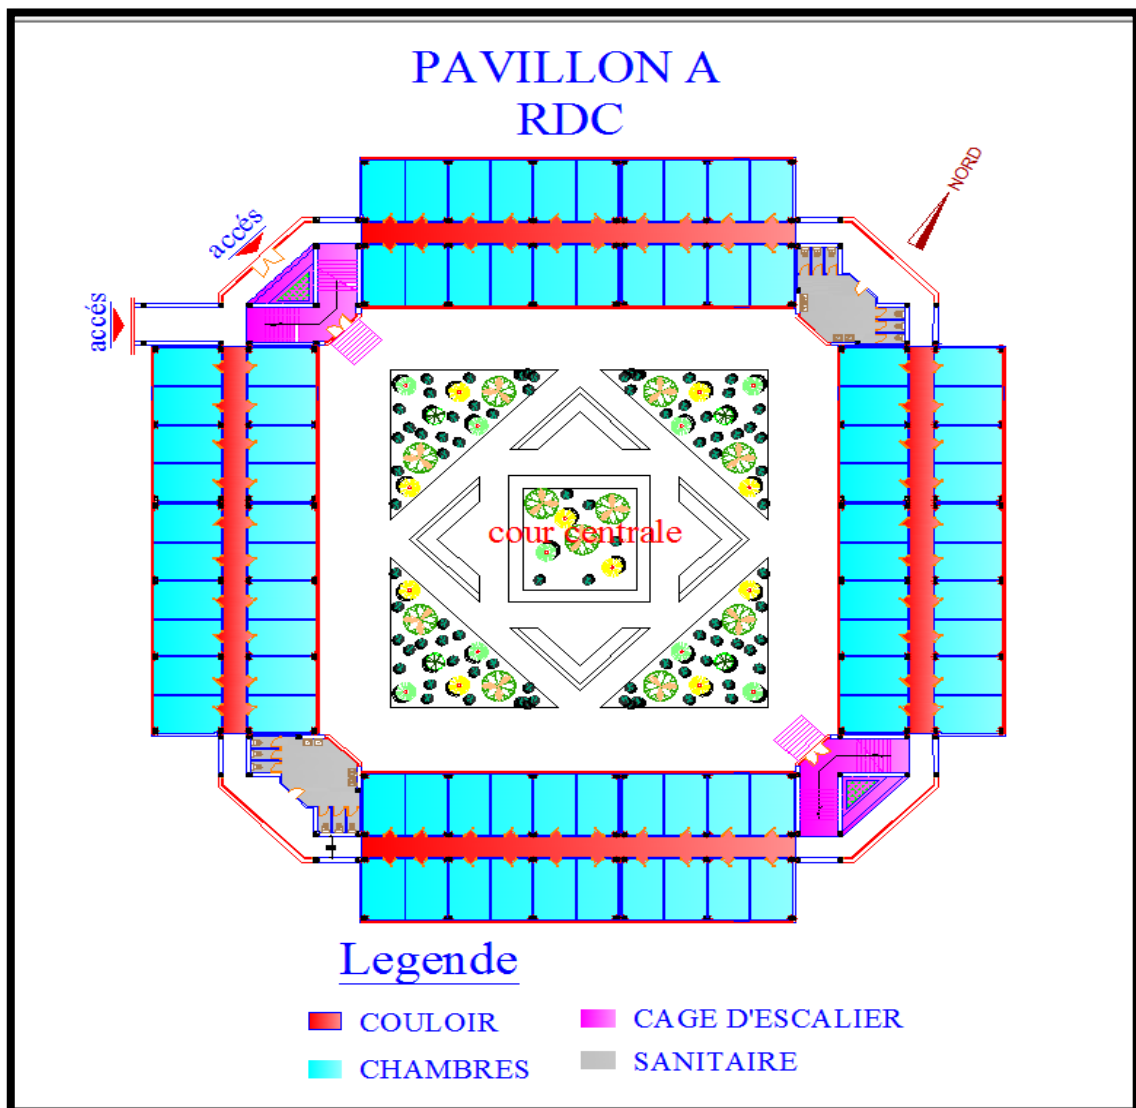 PAVILLON A
RDC
NORD
accés
accés
cour centrale
Legende
COULOIR
CAGE D'ESCALIER
CHAMBRES
SANITAIRE